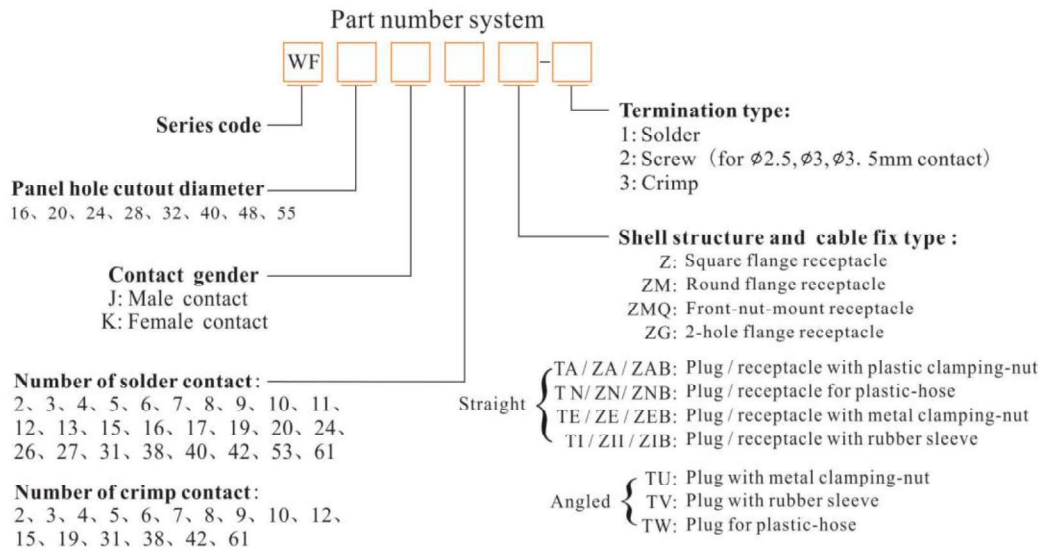 Part number system
WF
-
Series code
Panel hole cutout diameter
16、20、24、28、32、40、48、55
Contact gender
J: Male contact
K: Female contact
Number of solder contact:
2、3、4、5、6、7、8、9、10、11、
12、13、15、16、17、19、20、24、
26、27、31、38、40、42、53、61
Number of crimp contact:
2、3、4、5、6、7、8、9、10、12、
15、19、31、38、42、61
Termination type:
1: Solder
2: Screw（for Ø2.5,Ø3,Ø3. 5mm contact）
3: Crimp
Shell structure and cable fix type :
Z: Square flange receptacle
ZM: Round flange receptacle
ZMQ: Front-nut-mount receptacle
ZG: 2-hole flange receptacle
Straight
TA / ZA / ZAB: Plug / receptacle with plastic clamping-nut
T N/ ZN/ ZNB: Plug / receptacle for plastic-hose
TE / ZE / ZEB: Plug / receptacle with metal clamping-nut
TI / ZII / ZIB: Plug / receptacle with rubber sleeve
Angled
TU: Plug with metal clamping-nut
TV: Plug with rubber sleeve
TW: Plug for plastic-hose